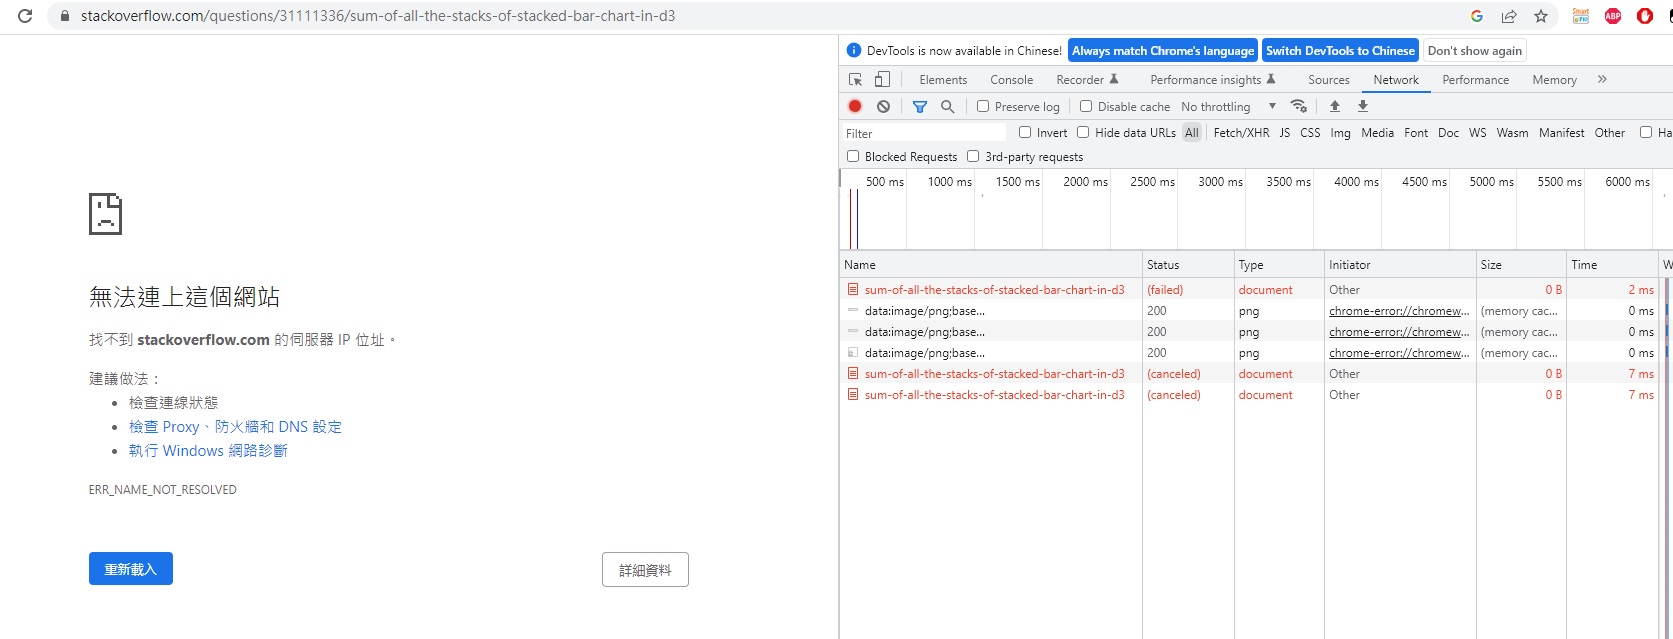 stackoverflow.com/questions/31111336/sum-of-all-the-stacks-of-stacked-bar-chart-in-d3
Smart
ABP
無法連上這個網站
找不到 stackoverflow.com 的伺服器 IP 位址。
建議做法：
檢查連線狀態
檢查 Proxy、防火牆和 DNS 設定
執行 Windows 網路診斷
ERR_NAME_NOT_RESOLVED
重新載入 詳細資料
DevTools is now available in Chinese! Always match Chrome's language Switch DevTools to Chinese Don't show again
Elements Console Recorder Performance insights Sources Network Performance Memory »
Preserve log Disable cache No throttling
Filter Invert Hide data URLs All Fetch/XHR JS CSS Img Media Font Doc WS Wasm Manifest Other Ha
Blocked Requests 3rd-party requests
500 ms 1000 ms 1500 ms 2000 ms 2500 ms 3000 ms 3500 ms 4000 ms 4500 ms 5000 ms 5500 ms 6000 ms
Name Status Type Initiator Size Time W
sum-of-all-the-stacks-of-stacked-bar-chart-in-d3 (failed) document Other 0 B 2 ms
data:image/png;base... 200 png chrome-error://chromew... (memory cac... 0 ms
data:image/png;base... 200 png chrome-error://chromew... (memory cac... 0 ms
data:image/png;base... 200 png chrome-error://chromew... (memory cac... 0 ms
sum-of-all-the-stacks-of-stacked-bar-chart-in-d3 (canceled) document Other 0 B 7 ms
sum-of-all-the-stacks-of-stacked-bar-chart-in-d3 (canceled) document Other 0 B 7 ms